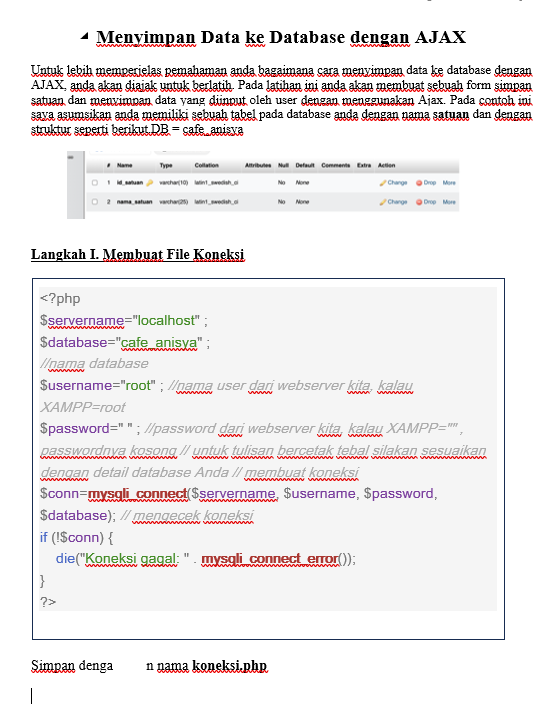 Menyimpan Data ke Database dengan AJAX
Untuk lebih memperjelas pemahaman anda bagaimana cara menyimpan data ke database dengan
AJAX, anda akan diajak untuk berlatih. Pada latihan ini anda akan membuat sebuah form simpan
satuan dan menyimpan data yang diinput oleh user dengan menggunakan Ajax. Pada contoh ini
saya asumsikan anda memiliki sebuah tabel pada database anda dengan nama satuan dan dengan
struktur seperti berikut.DB = cafe_anisya
# Name Type Collation Attributes Null Default Comments Extra Action
1 id_satuan varchar(10) latin1_swedish_ci No None Change Drop More
2 nama_satuan varchar(25) latin1_swedish_ci No None Change Drop More
Langkah I. Membuat File Koneksi
<?php
$servername="localhost" ;
$database="cafe_anisya" ;
//nama database
$username="root" ; //nama user dari webserver kita, kalau
XAMPP=root
$password=" " ; //password dari webserver kita, kalau XAMPP="",
passwordnya kosong // untuk tulisan bercetak tebal silakan sesuaikan
dengan detail database Anda // membuat koneksi
$conn=mysqli_connect($servername, $username, $password,
$database); // mengecek koneksi
if (!$conn) {
die("Koneksi gagal: " . mysqli_connect_error());
}
?>
Simpan denga n nama koneksi.php